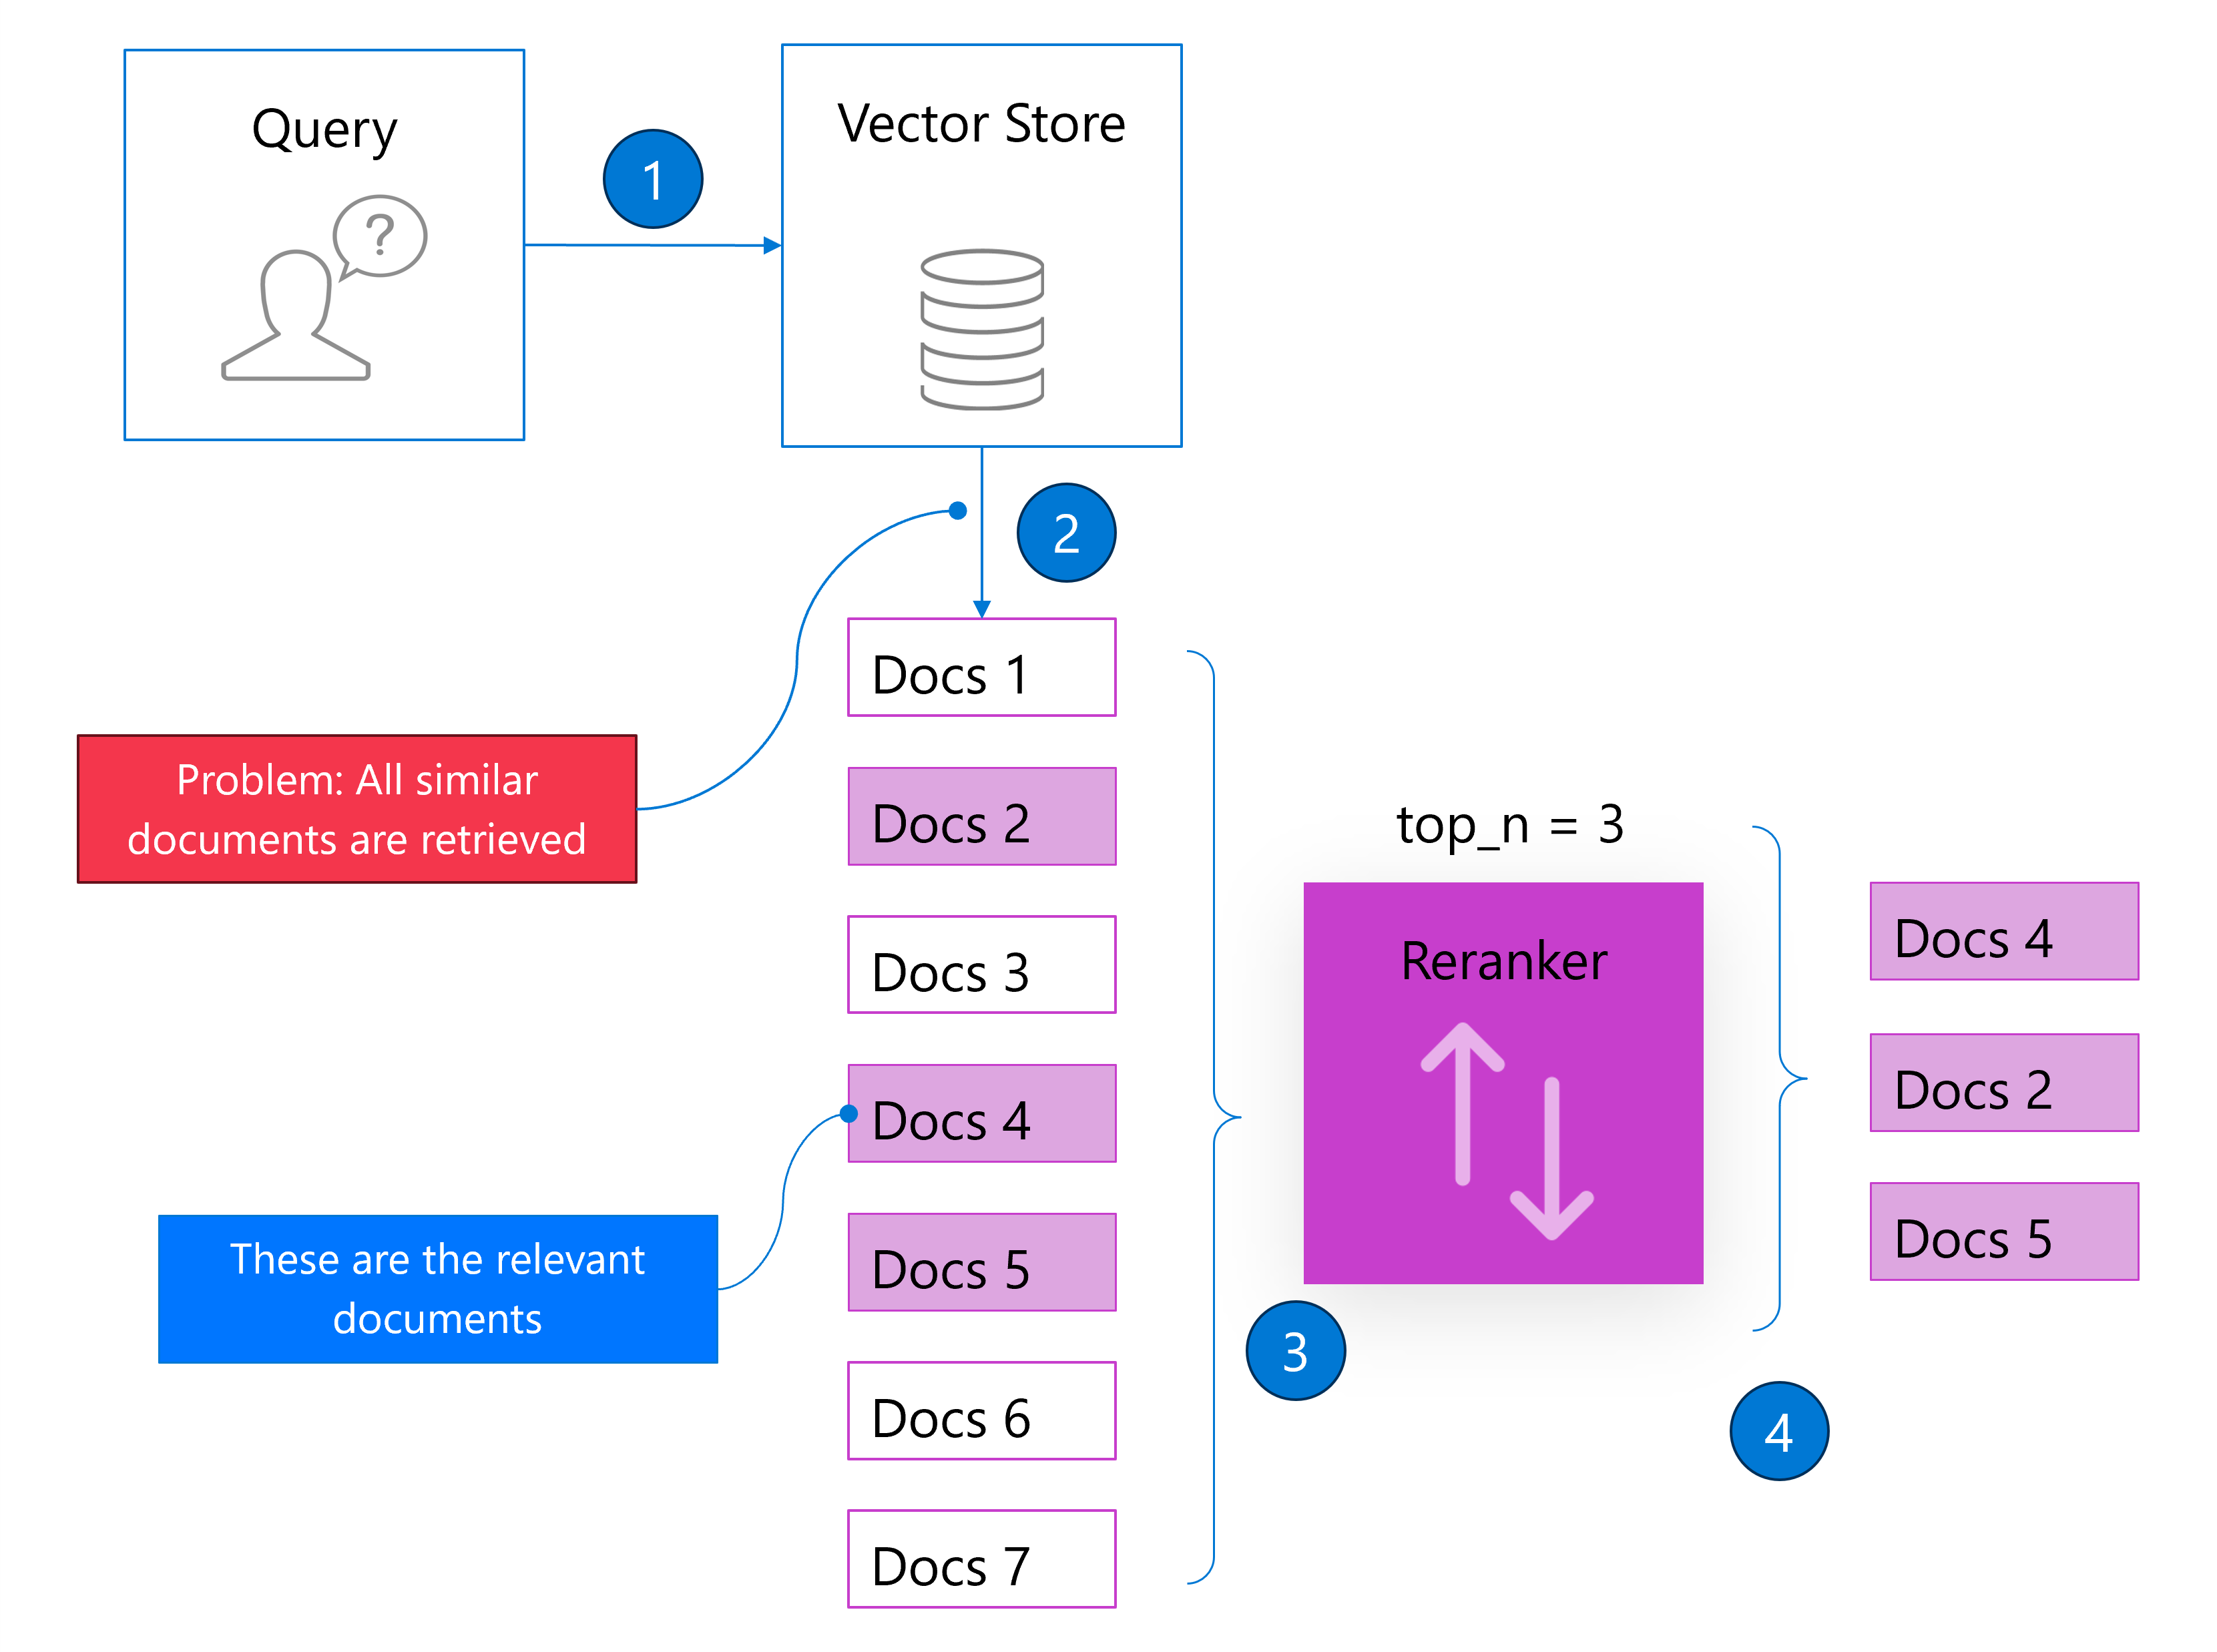 Query
?
1
Vector Store
2
Docs 1
Problem: All similar
documents are retrieved
Docs 2
Docs 3
Docs 4
These are the relevant
documents
Docs 5
Docs 6
Docs 7
top_n = 3
Reranker
3
4
Docs 4
Docs 2
Docs 5